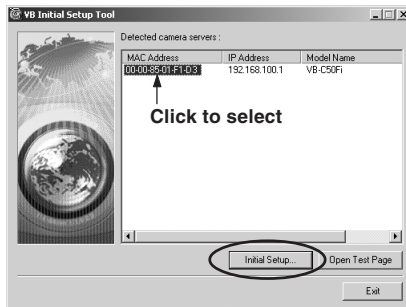 VB Initial Setup Tool
Detected camera servers :
MAC Address IP Address Model Name
00-00-85-01-F1-D3 192.168.100.1 VB-C50Fi
Click to select
Initial Setup... Open Test Page
Exit